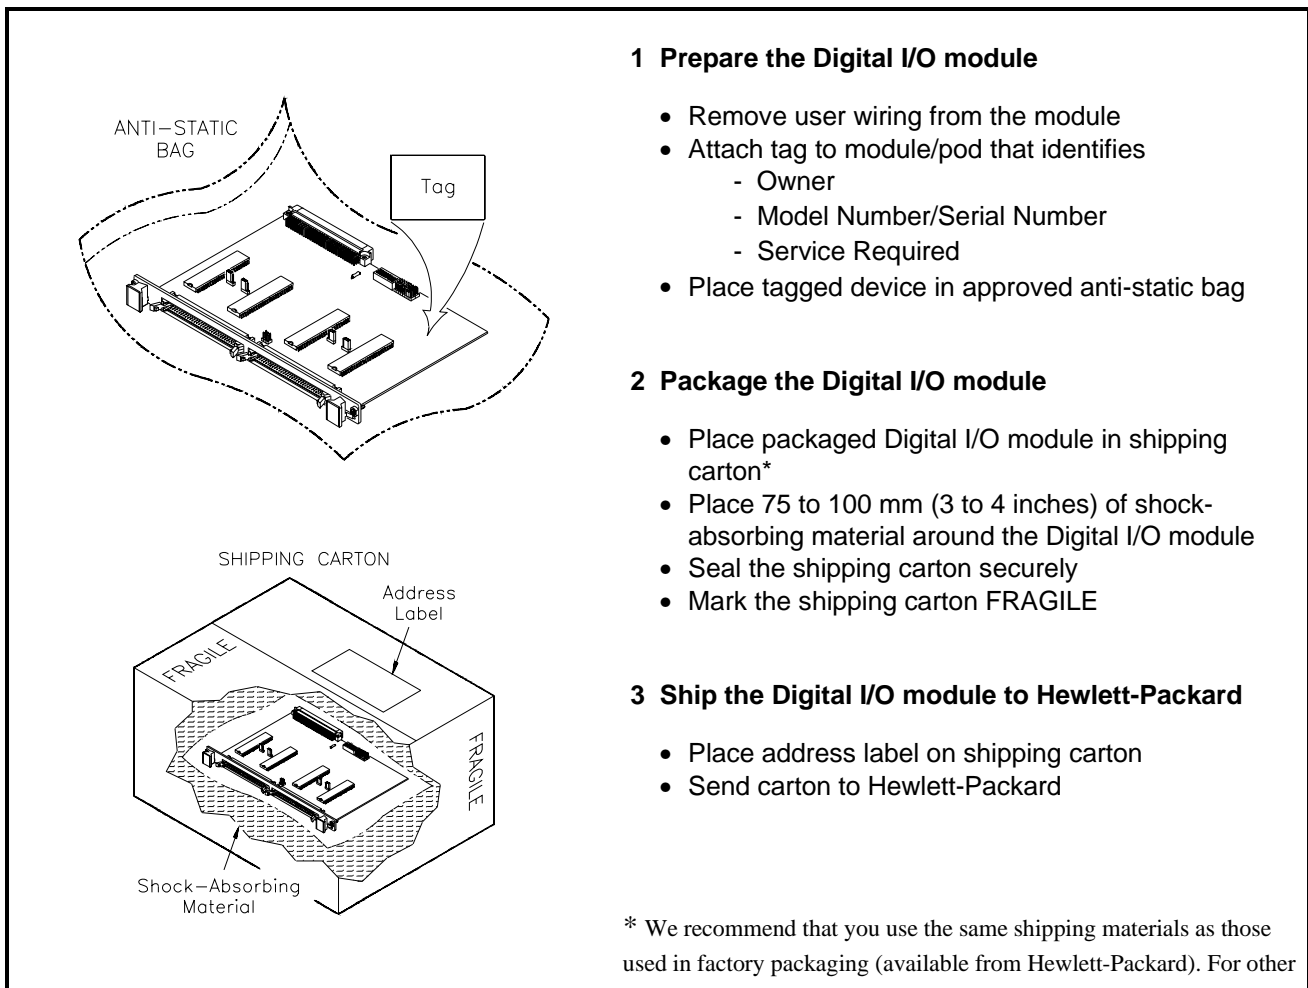 ANTI-STATIC
BAG
Tag
SHIPPING CARTON
Address
Label
FRAGILE
FRAGILE
Shock-Absorbing
Material
1 Prepare the Digital I/O module
• Remove user wiring from the module
• Attach tag to module/pod that identifies
- Owner
- Model Number/Serial Number
- Service Required
• Place tagged device in approved anti-static bag
2 Package the Digital I/O module
• Place packaged Digital I/O module in shipping
carton*
• Place 75 to 100 mm (3 to 4 inches) of shock-
absorbing material around the Digital I/O module
• Seal the shipping carton securely
• Mark the shipping carton FRAGILE
3 Ship the Digital I/O module to Hewlett-Packard
• Place address label on shipping carton
• Send carton to Hewlett-Packard
* We recommend that you use the same shipping materials as those
used in factory packaging (available from Hewlett-Packard). For other